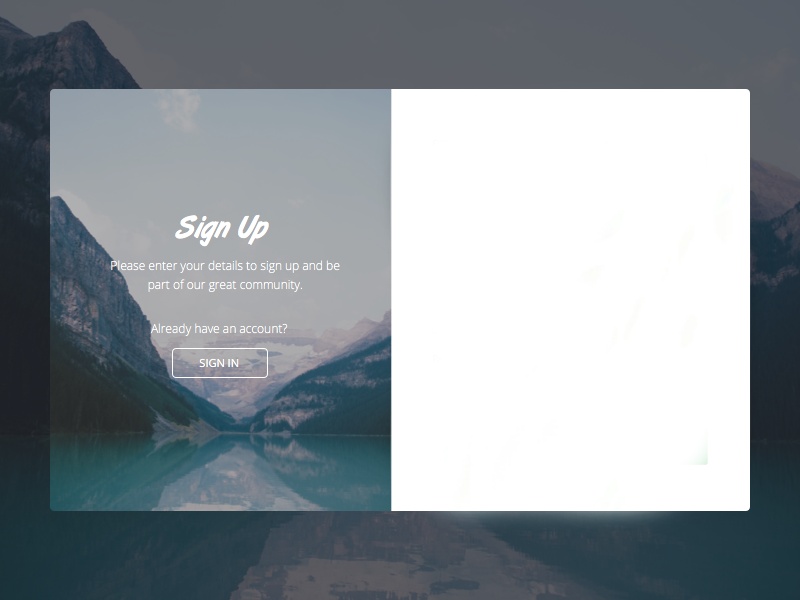 Sign Up
Please enter your details to sign up and be
part of our great community.
Already have an account?
SIGN IN